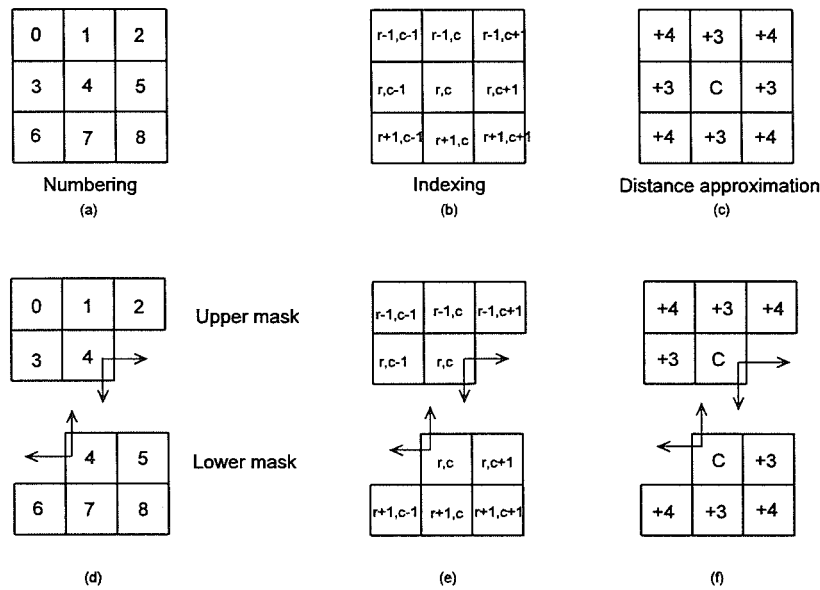 0 1 2
r-1,c-1 r-1,c r-1,c+1
+4 +3 +4
3 4 5
r,c-1 r,c r,c+1
+3 C +3
6 7 8
r+1,c-1 r+1,c r+1,c+1
+4 +3 +4
Numbering
(a)
Indexing
(b)
Distance approximation
(c)
0 1 2
3 4
Upper mask
r-1,c-1 r-1,c r-1,c+1
r,c-1 r,c
+4 +3 +4
+3 C
4 5
6 7 8
Lower mask
r,c r,c+1
r+1,c-1 r+1,c r+1,c+1
C +3
+4 +3 +4
(d)
(e)
(f)